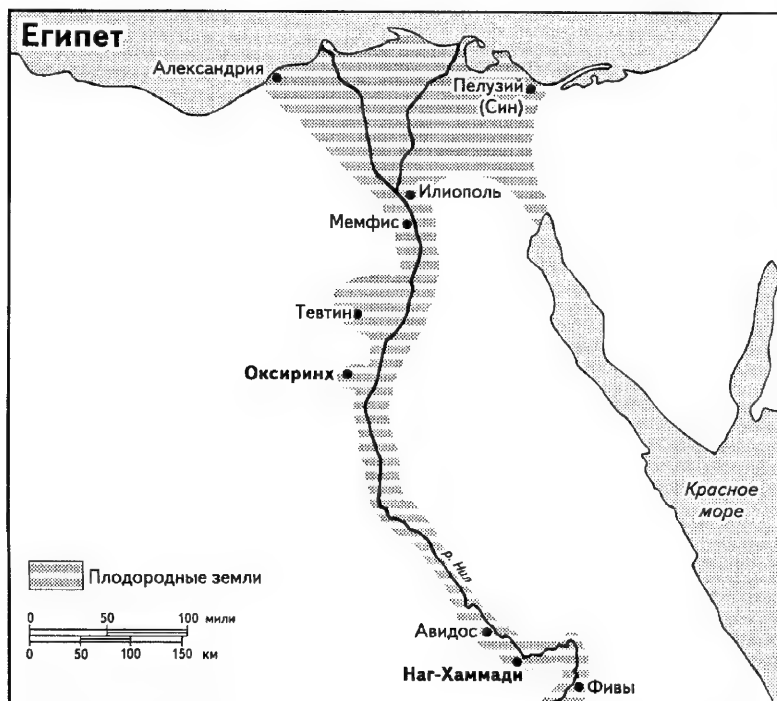 Египет
Александрия
Пелузий
(Син)
Илиополь
Мемфис
Тевтин
Оксиринх
Красное
море
р. Нил
Плодородные земли
0 50 100 мили
0 50 100 150
км
Авидос
Наг-Хаммади
Фивы